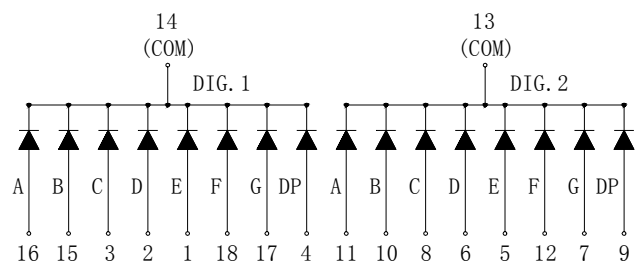 14 13
(COM) (COM)
DIG.1 DIG.2
A B C D E F G DP A B C D E F G DP
16 15 3 2 1 18 17 4 11 10 8 6 5 12 7 9